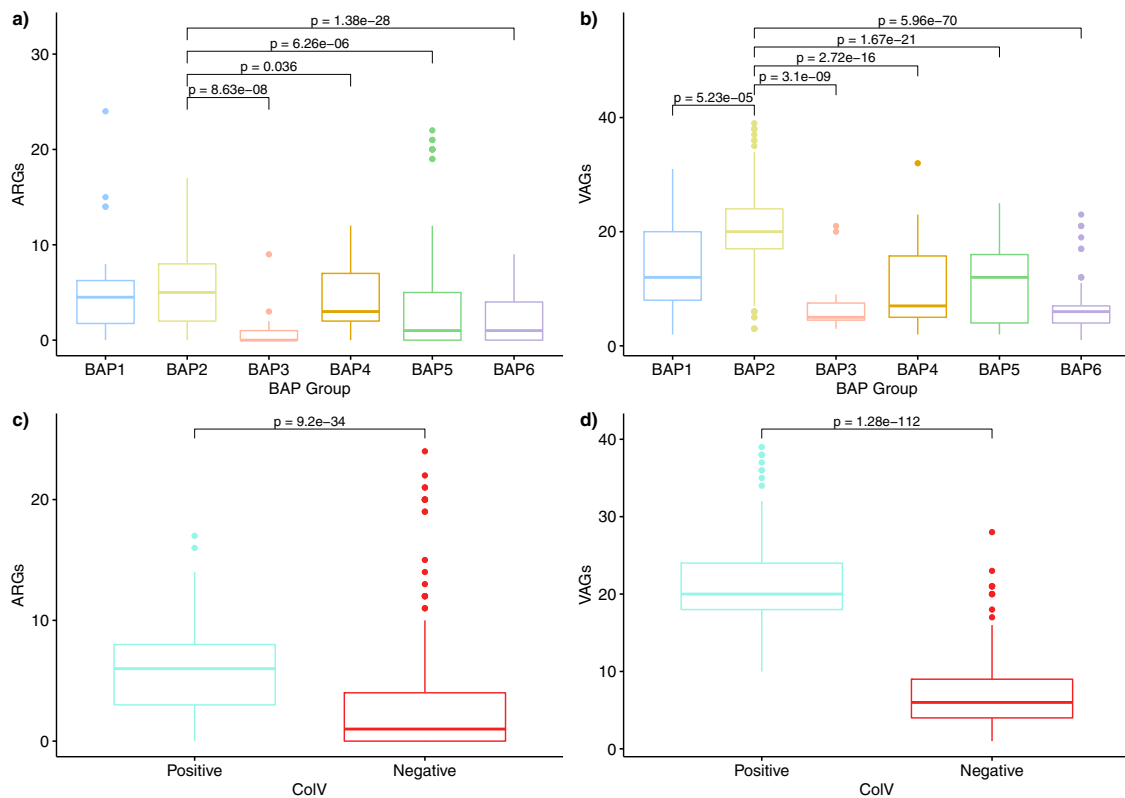 a)
p = 1.38e−28
p = 6.26e−06
p = 0.036
p = 8.63e−08
30
20
10
0
ARGs
BAP1 BAP2 BAP3 BAP4 BAP5 BAP6
BAP Group
b)
p = 5.96e−70
p = 1.67e−21
p = 2.72e−16
p = 3.1e−09
p = 5.23e−05
40
20
0
VAGs
BAP1 BAP2 BAP3 BAP4 BAP5 BAP6
BAP Group
c)
p = 9.2e−34
20
10
0
ARGs
Positive Negative
ColV
d)
p = 1.28e−112
40
30
20
10
0
VAGs
Positive Negative
ColV